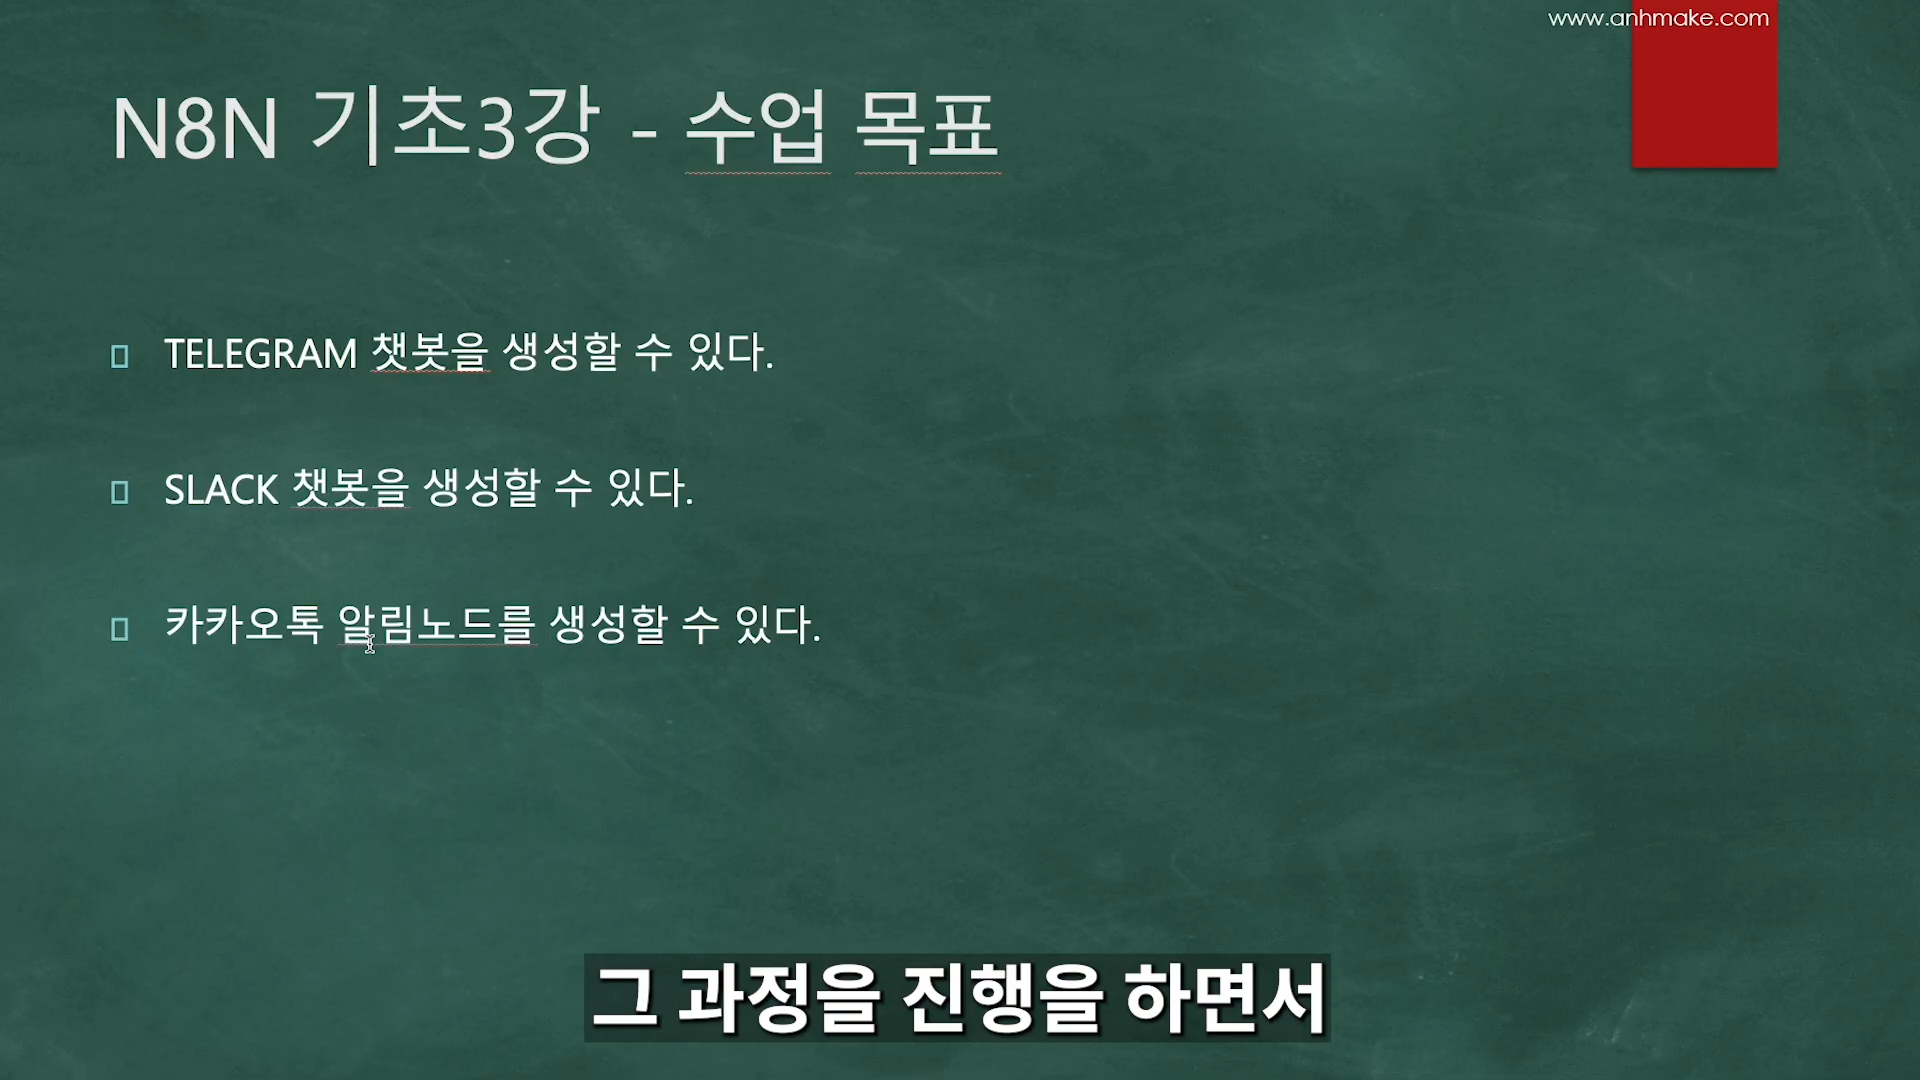 www.anhmake.com
N8N 기초3강 - 수업 목표
TELEGRAM 챗봇을 생성할 수 있다.
SLACK 챗봇을 생성할 수 있다.
카카오톡 알림노드를 생성할 수 있다.
그 과정을 진행을 하면서